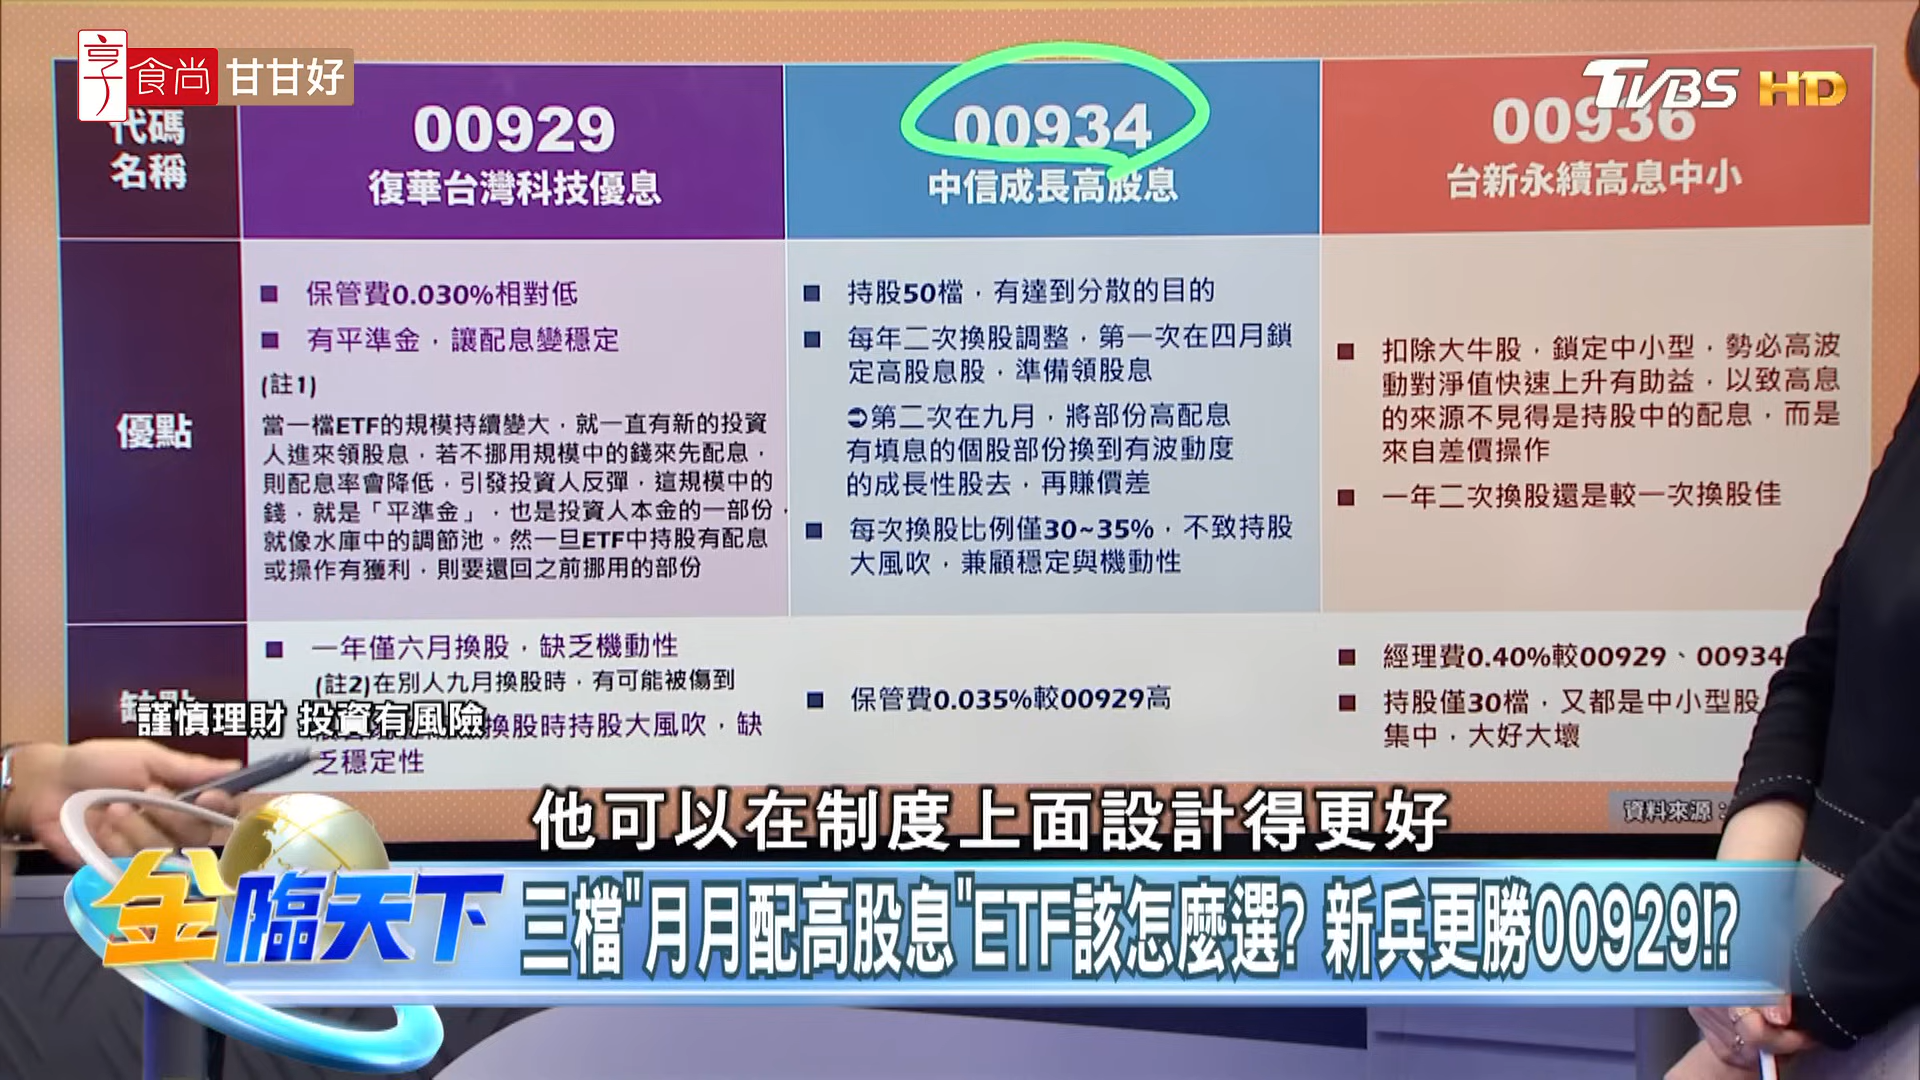 享
食尚
甘甘好
TVBS HD
代碼
名稱
00929
復華台灣科技優息
00934
中信成長高股息
00936
台新永續高息中小
優點
■ 保管費0.030%相對低
■ 有平準金，讓配息變穩定
(註1)
當一檔ETF的規模持續變大，就一直有新的投資
人進來領股息，若不挪用規模中的錢來先配息，
則配息率會降低，引發投資人反彈，這規模中的
錢，就是「平準金」，也是投資人本金的一部份，
就像水庫中的調節池。然一旦ETF中持股有配息
或操作有獲利，則要還回之前挪用的部份
■ 持股50檔，有達到分散的目的
■ 每年二次換股調整，第一次在四月鎖
定高股息股，準備領股息
➲第二次在九月，將部份高配息
有填息的個股部份換到有波動度
的成長性股去，再賺價差
■ 每次換股比例僅30~35%，不致持股
大風吹，兼顧穩定與機動性
■ 扣除大牛股，鎖定中小型，勢必高波
動對淨值快速上升有助益，以致高息
的來源不見得是持股中的配息，而是
來自差價操作
■ 一年二次換股還是較一次換股佳
缺點
■ 一年僅六月換股，缺乏機動性
(註2)在別人九月換股時，有可能被傷到
換股時持股大風吹，缺
乏穩定性
■ 保管費0.035%較00929高
■ 經理費0.40%較00929、00934
■ 持股僅30檔，又都是中小型股
集中，大好大壞
謹慎理財 投資有風險
資料來源：
他可以在制度上面設計得更好
金臨天下
三檔"月月配高股息"ETF該怎麼選? 新兵更勝00929!?